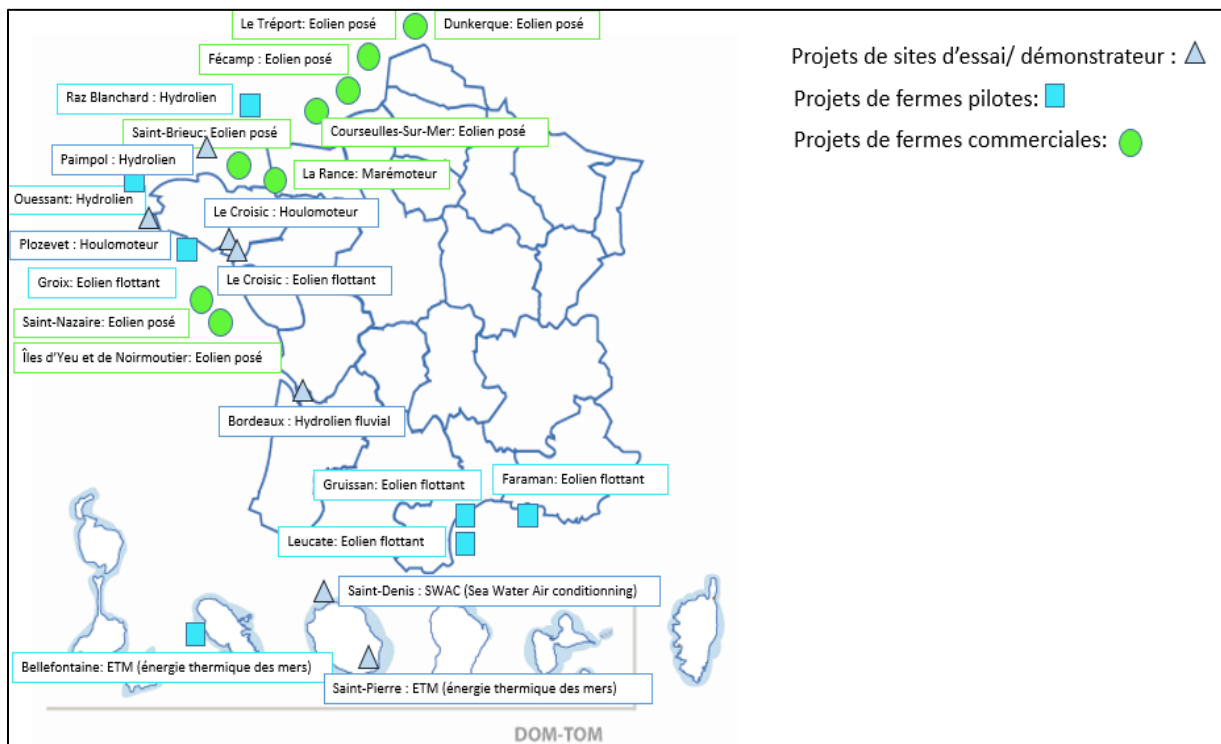 Le Tréport: Eolien posé
Dunkerque: Eolien posé
Fécamp : Eolien posé
Raz Blanchard : Hydrolien
Saint-Brieuc: Eolien posé
Courseulles-Sur-Mer: Eolien posé
Paimpol : Hydrolien
La Rance: Marémoteur
Ouessant: Hydrolien
Le Croisic : Houlomoteur
Plozevet : Houlomoteur
Groix: Eolien flottant
Le Croisic : Eolien flottant
Saint-Nazaire: Eolien posé
Îles d'Yeu et de Noirmoutier: Eolien posé
Bordeaux : Hydrolien fluvial
Gruissan: Eolien flottant
Faraman: Eolien flottant
Leucate: Eolien flottant
Saint-Denis : SWAC (Sea Water Air conditionning)
Bellefontaine: ETM (énergie thermique des mers)
Saint-Pierre : ETM (énergie thermique des mers)
DOM-TOM
Projets de sites d'essai/ démonstrateur :
Projets de fermes pilotes:
Projets de fermes commerciales: